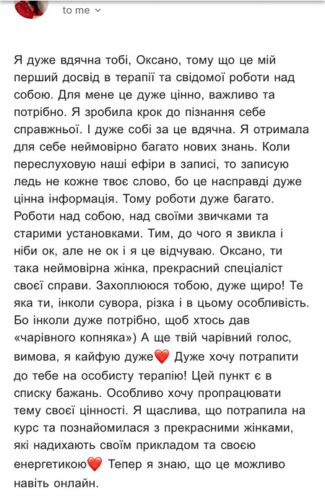 to me
Я дуже вдячна тобі, Оксано, тому що це мій
перший досвід в терапії та свідомої роботи над
собою. Для мене це дуже цінно, важливо та
потрібно. Я зробила крок до пізнання себе
справжньої. І дуже собі за це вдячна. Я отримала
для себе неймовірно багато нових знань. Коли
переслуховую наші ефіри в записі, то записую
ледь не кожне твоє слово, бо це насправді дуже
цінна інформація. Тому роботи дуже багато.
Роботи над собою, над своїми звичками та
старими установками. Тим, до чого я звикла і
ніби ок, але не ок і я це відчуваю. Оксано, ти
така неймовірна жінка, прекрасний спеціаліст
своєї справи. Захоплююся тобою, дуже щиро! Те
яка ти, інколи сувора, різка і в цьому особливість.
Бо інколи дуже потрібно, щоб хтось дав
«чарівного копняка») А ще твій чарівний голос,
вимова, я кайфую дуже❤️ Дуже хочу потрапити
до тебе на особисту терапію! Цей пункт є в
списку бажань. Особливо хочу пропрацювати
тему своєї цінності. Я щаслива, що потрапила на
курс та познайомилася з прекрасними жінками,
які надихають своїм прикладом та своєю
енергетикою❤️ Тепер я знаю, що це можливо
навіть онлайн.